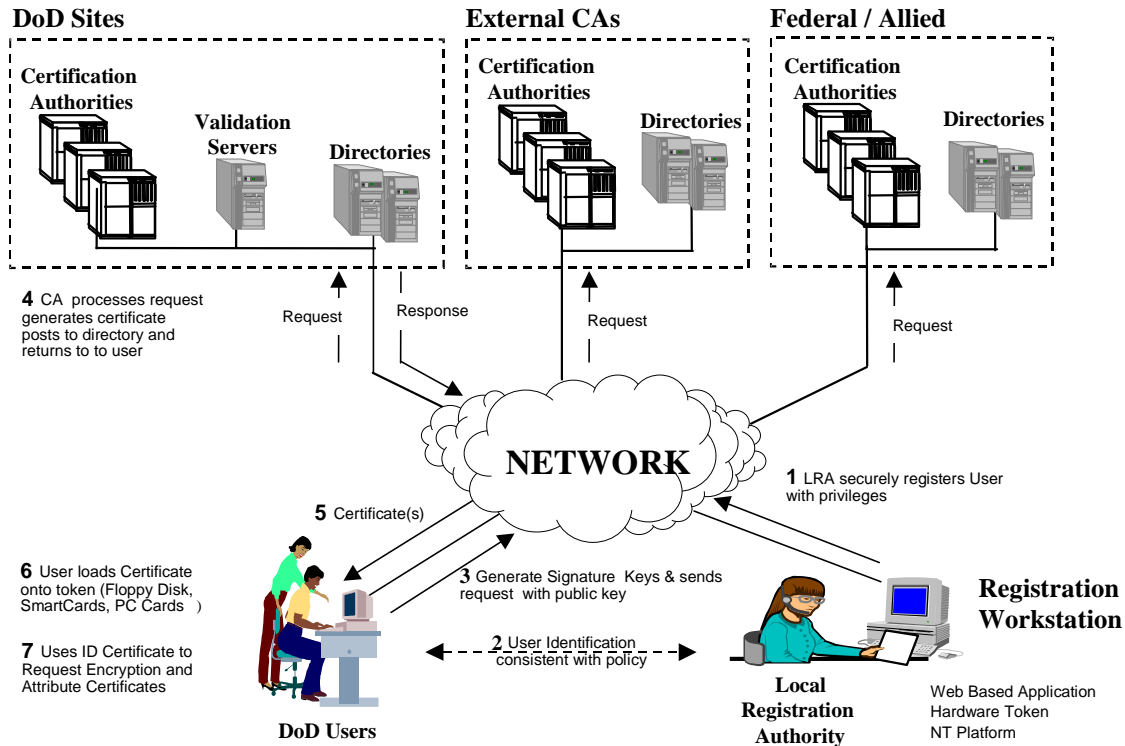 DoD Sites
External CAs
Federal / Allied
Certification
Authorities
Validation
Servers
Directories
Certification
Authorities
Directories
Certification
Authorities
Directories
4 CA processes request
generates certificate
posts to directory and
returns to to user
Request
Response
Request
Request
NETWORK
1 LRA securely registers User
with privileges
5 Certificate(s)
6 User loads Certificate
onto token (Floppy Disk,
SmartCards, PC Cards )
3 Generate Signature Keys & sends
request with public key
Registration
Workstation
7 Uses ID Certificate to
Request Encryption and
Attribute Certificates
2 User Identification
consistent with policy
DoD Users
Local
Registration
Authority
Web Based Application
Hardware Token
NT Platform